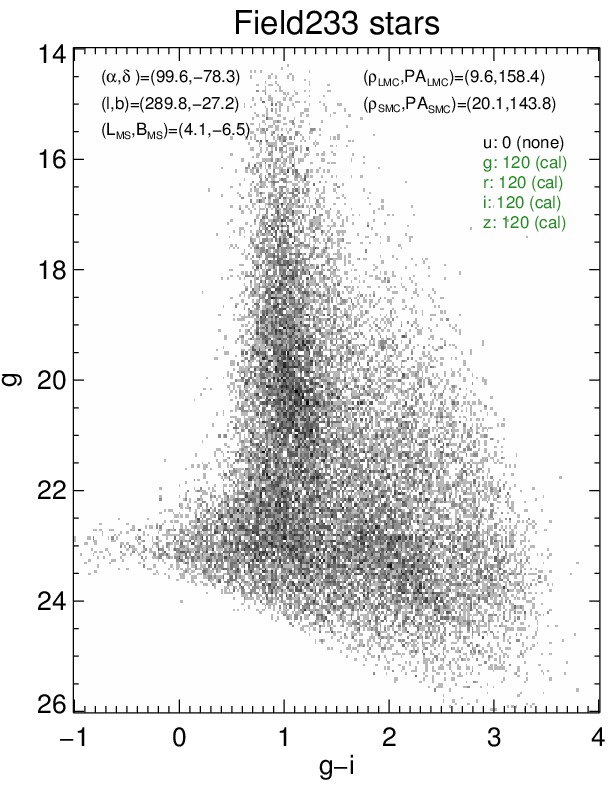 Field233 stars
(α,δ )=(99.6,−78.3)
(l,b)=(289.8,−27.2)
(LMS,BMS)=(4.1,−6.5)
(ρLMC,PALMC)=(9.6,158.4)
(ρSMC,PASMC)=(20.1,143.8)
u: 0 (none)
g: 120 (cal)
r: 120 (cal)
i: 120 (cal)
z: 120 (cal)
14
16
18
20
22
24
26
g
−1 0 1 2 3 4
g−i